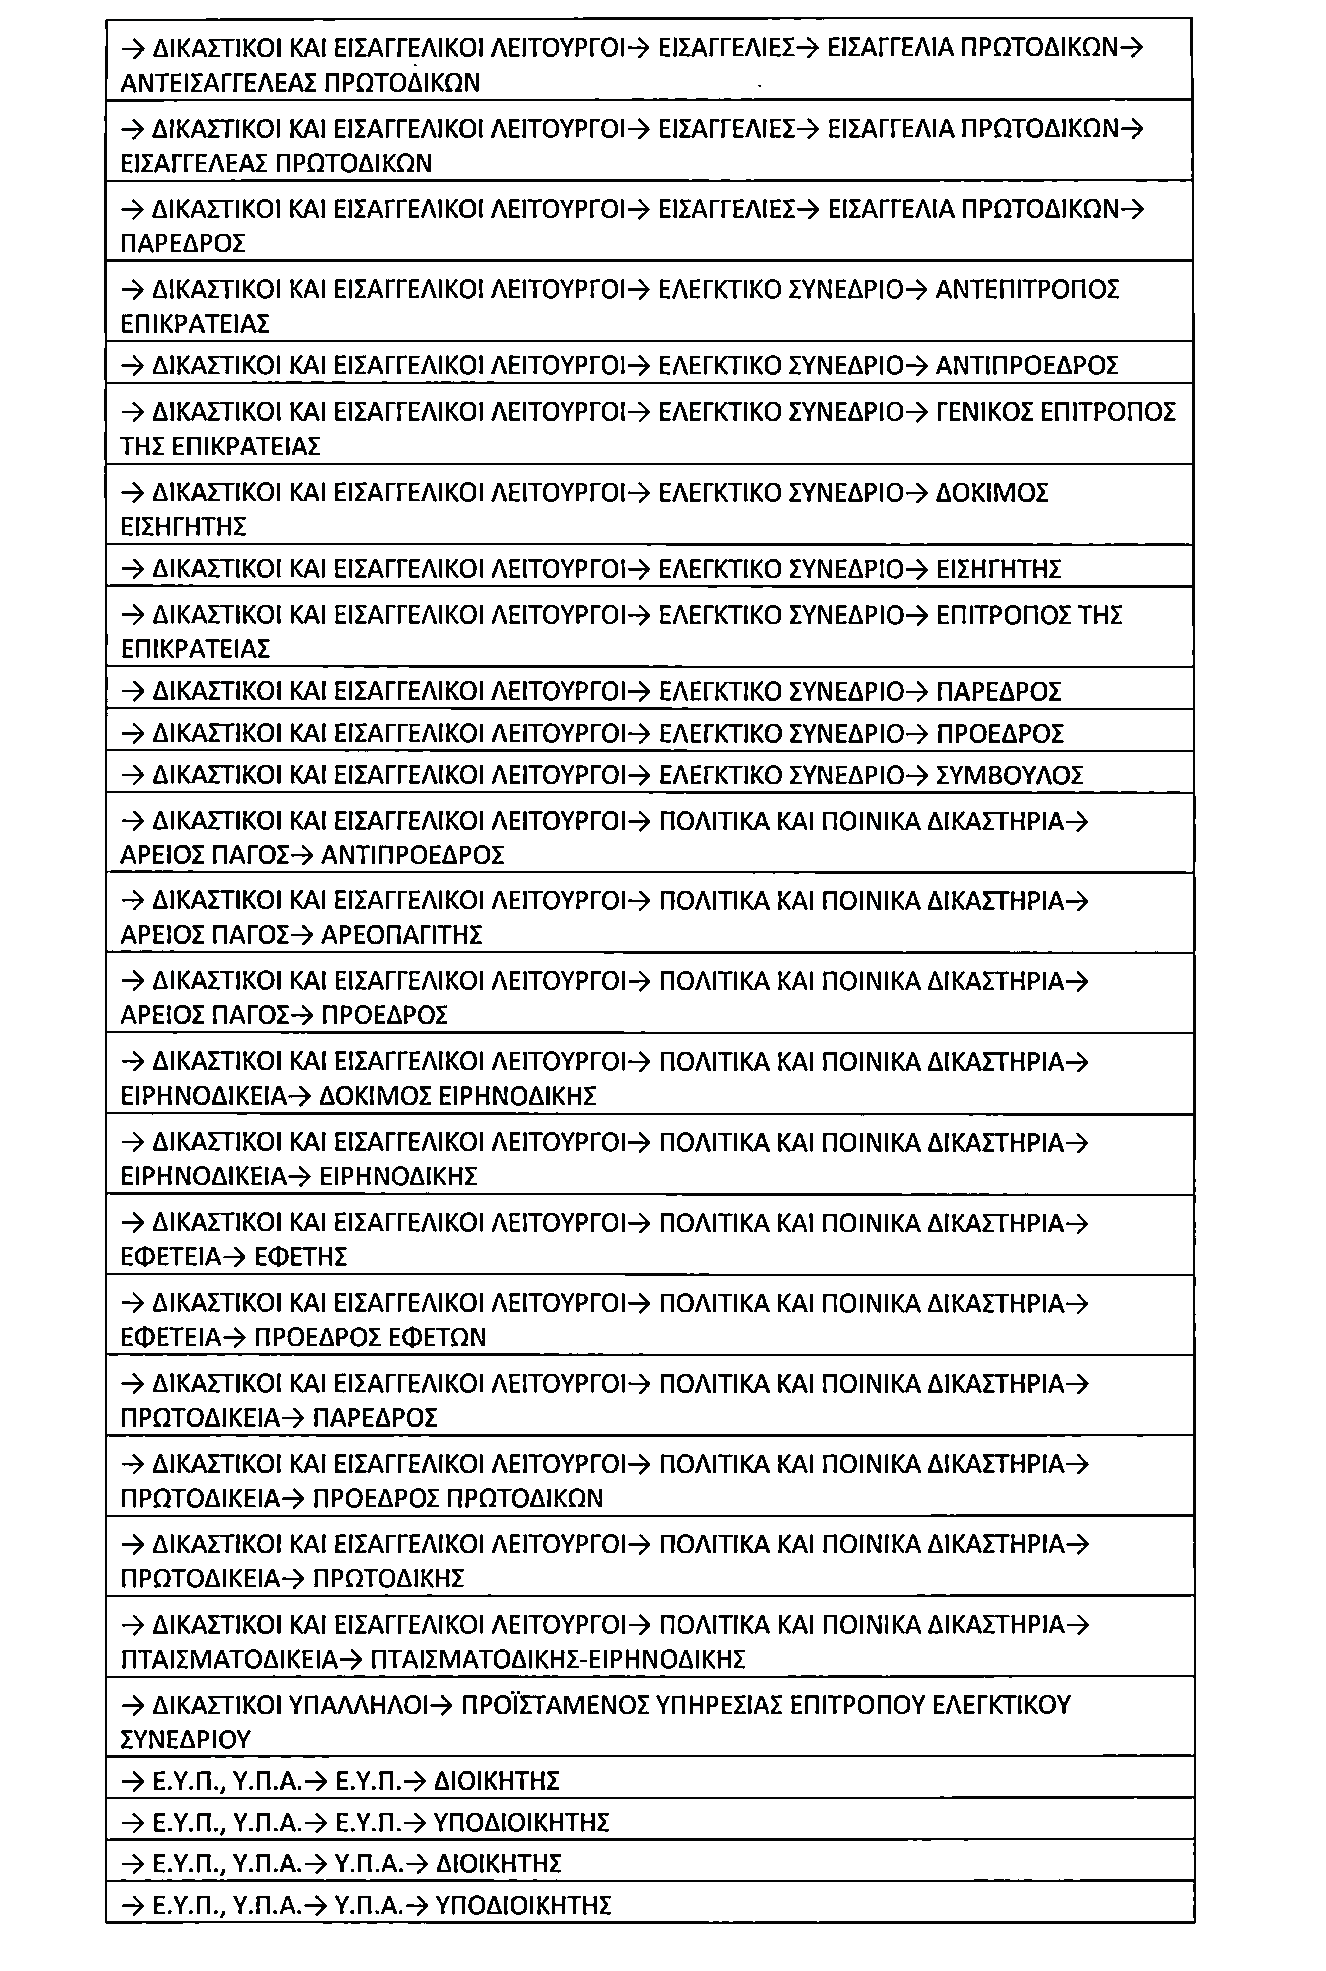 → ΔΙΚΑΣΤΙΚΟΙ ΚΑΙ ΕΙΣΑΓΓΕΛΙΚΟΙ ΛΕΙΤΟΥΡΓΟΙ→ ΕΙΣΑΓΓΕΛΙΕΣ→ ΕΙΣΑΓΓΕΛΙΑ ΠΡΩΤΟΔΙΚΩΝ→
ΑΝΤΕΙΣΑΓΓΕΛΕΑΣ ΠΡΩΤΟΔΙΚΩΝ
→ ΔΙΚΑΣΤΙΚΟΙ ΚΑΙ ΕΙΣΑΓΓΕΛΙΚΟΙ ΛΕΙΤΟΥΡΓΟΙ→ ΕΙΣΑΓΓΕΛΙΕΣ→ ΕΙΣΑΓΓΕΛΙΑ ΠΡΩΤΟΔΙΚΩΝ→
ΕΙΣΑΓΓΕΛΕΑΣ ΠΡΩΤΟΔΙΚΩΝ
→ ΔΙΚΑΣΤΙΚΟΙ ΚΑΙ ΕΙΣΑΓΓΕΛΙΚΟΙ ΛΕΙΤΟΥΡΓΟΙ→ ΕΙΣΑΓΓΕΛΙΕΣ→ ΕΙΣΑΓΓΕΛΙΑ ΠΡΩΤΟΔΙΚΩΝ→
ΠΑΡΕΔΡΟΣ
→ ΔΙΚΑΣΤΙΚΟΙ ΚΑΙ ΕΙΣΑΓΓΕΛΙΚΟΙ ΛΕΙΤΟΥΡΓΟΙ→ ΕΛΕΓΚΤΙΚΟ ΣΥΝΕΔΡΙΟ→ ΑΝΤΕΠΙΤΡΟΠΟΣ
ΕΠΙΚΡΑΤΕΙΑΣ
→ ΔΙΚΑΣΤΙΚΟΙ ΚΑΙ ΕΙΣΑΓΓΕΛΙΚΟΙ ΛΕΙΤΟΥΡΓΟΙ→ ΕΛΕΓΚΤΙΚΟ ΣΥΝΕΔΡΙΟ→ ΑΝΤΙΠΡΟΕΔΡΟΣ
→ ΔΙΚΑΣΤΙΚΟΙ ΚΑΙ ΕΙΣΑΓΓΕΛΙΚΟΙ ΛΕΙΤΟΥΡΓΟΙ→ ΕΛΕΓΚΤΙΚΟ ΣΥΝΕΔΡΙΟ→ ΓΕΝΙΚΟΣ ΕΠΙΤΡΟΠΟΣ
ΤΗΣ ΕΠΙΚΡΑΤΕΙΑΣ
→ ΔΙΚΑΣΤΙΚΟΙ ΚΑΙ ΕΙΣΑΓΓΕΛΙΚΟΙ ΛΕΙΤΟΥΡΓΟΙ→ ΕΛΕΓΚΤΙΚΟ ΣΥΝΕΔΡΙΟ→ ΔΟΚΙΜΟΣ
ΕΙΣΗΓΗΤΗΣ
→ ΔΙΚΑΣΤΙΚΟΙ ΚΑΙ ΕΙΣΑΓΓΕΛΙΚΟΙ ΛΕΙΤΟΥΡΓΟΙ→ ΕΛΕΓΚΤΙΚΟ ΣΥΝΕΔΡΙΟ→ ΕΙΣΗΓΗΤΗΣ
→ ΔΙΚΑΣΤΙΚΟΙ ΚΑΙ ΕΙΣΑΓΓΕΛΙΚΟΙ ΛΕΙΤΟΥΡΓΟΙ→ ΕΛΕΓΚΤΙΚΟ ΣΥΝΕΔΡΙΟ→ ΕΠΙΤΡΟΠΟΣ ΤΗΣ
ΕΠΙΚΡΑΤΕΙΑΣ
→ ΔΙΚΑΣΤΙΚΟΙ ΚΑΙ ΕΙΣΑΓΓΕΛΙΚΟΙ ΛΕΙΤΟΥΡΓΟΙ→ ΕΛΕΓΚΤΙΚΟ ΣΥΝΕΔΡΙΟ→ ΠΑΡΕΔΡΟΣ
→ ΔΙΚΑΣΤΙΚΟΙ ΚΑΙ ΕΙΣΑΓΓΕΛΙΚΟΙ ΛΕΙΤΟΥΡΓΟΙ→ ΕΛΕΓΚΤΙΚΟ ΣΥΝΕΔΡΙΟ→ ΠΡΟΕΔΡΟΣ
→ ΔΙΚΑΣΤΙΚΟΙ ΚΑΙ ΕΙΣΑΓΓΕΛΙΚΟΙ ΛΕΙΤΟΥΡΓΟΙ→ ΕΛΕΓΚΤΙΚΟ ΣΥΝΕΔΡΙΟ→ ΣΥΜΒΟΥΛΟΣ
→ ΔΙΚΑΣΤΙΚΟΙ ΚΑΙ ΕΙΣΑΓΓΕΛΙΚΟΙ ΛΕΙΤΟΥΡΓΟΙ→ ΠΟΛΙΤΙΚΑ ΚΑΙ ΠΟΙΝΙΚΑ ΔΙΚΑΣΤΗΡΙΑ→
ΑΡΕΙΟΣ ΠΑΓΟΣ→ ΑΝΤΙΠΡΟΕΔΡΟΣ
→ ΔΙΚΑΣΤΙΚΟΙ ΚΑΙ ΕΙΣΑΓΓΕΛΙΚΟΙ ΛΕΙΤΟΥΡΓΟΙ→ ΠΟΛΙΤΙΚΑ ΚΑΙ ΠΟΙΝΙΚΑ ΔΙΚΑΣΤΗΡΙΑ→
ΑΡΕΙΟΣ ΠΑΓΟΣ→ ΑΡΕΟΠΑΓΙΤΗΣ
→ ΔΙΚΑΣΤΙΚΟΙ ΚΑΙ ΕΙΣΑΓΓΕΛΙΚΟΙ ΛΕΙΤΟΥΡΓΟΙ→ ΠΟΛΙΤΙΚΑ ΚΑΙ ΠΟΙΝΙΚΑ ΔΙΚΑΣΤΗΡΙΑ→
ΑΡΕΙΟΣ ΠΑΓΟΣ→ ΠΡΟΕΔΡΟΣ
→ ΔΙΚΑΣΤΙΚΟΙ ΚΑΙ ΕΙΣΑΓΓΕΛΙΚΟΙ ΛΕΙΤΟΥΡΓΟΙ→ ΠΟΛΙΤΙΚΑ ΚΑΙ ΠΟΙΝΙΚΑ ΔΙΚΑΣΤΗΡΙΑ→
ΕΙΡΗΝΟΔΙΚΕΙΑ→ ΔΟΚΙΜΟΣ ΕΙΡΗΝΟΔΙΚΗΣ
→ ΔΙΚΑΣΤΙΚΟΙ ΚΑΙ ΕΙΣΑΓΓΕΛΙΚΟΙ ΛΕΙΤΟΥΡΓΟΙ→ ΠΟΛΙΤΙΚΑ ΚΑΙ ΠΟΙΝΙΚΑ ΔΙΚΑΣΤΗΡΙΑ→
ΕΙΡΗΝΟΔΙΚΕΙΑ→ ΕΙΡΗΝΟΔΙΚΗΣ
→ ΔΙΚΑΣΤΙΚΟΙ ΚΑΙ ΕΙΣΑΓΓΕΛΙΚΟΙ ΛΕΙΤΟΥΡΓΟΙ→ ΠΟΛΙΤΙΚΑ ΚΑΙ ΠΟΙΝΙΚΑ ΔΙΚΑΣΤΗΡΙΑ→
ΕΦΕΤΕΙΑ→ ΕΦΕΤΗΣ
→ ΔΙΚΑΣΤΙΚΟΙ ΚΑΙ ΕΙΣΑΓΓΕΛΙΚΟΙ ΛΕΙΤΟΥΡΓΟΙ→ ΠΟΛΙΤΙΚΑ ΚΑΙ ΠΟΙΝΙΚΑ ΔΙΚΑΣΤΗΡΙΑ→
ΕΦΕΤΕΙΑ→ ΠΡΟΕΔΡΟΣ ΕΦΕΤΩΝ
→ ΔΙΚΑΣΤΙΚΟΙ ΚΑΙ ΕΙΣΑΓΓΕΛΙΚΟΙ ΛΕΙΤΟΥΡΓΟΙ→ ΠΟΛΙΤΙΚΑ ΚΑΙ ΠΟΙΝΙΚΑ ΔΙΚΑΣΤΗΡΙΑ→
ΠΡΩΤΟΔΙΚΕΙΑ→ ΠΑΡΕΔΡΟΣ
→ ΔΙΚΑΣΤΙΚΟΙ ΚΑΙ ΕΙΣΑΓΓΕΛΙΚΟΙ ΛΕΙΤΟΥΡΓΟΙ→ ΠΟΛΙΤΙΚΑ ΚΑΙ ΠΟΙΝΙΚΑ ΔΙΚΑΣΤΗΡΙΑ→
ΠΡΩΤΟΔΙΚΕΙΑ→ ΠΡΟΕΔΡΟΣ ΠΡΩΤΟΔΙΚΩΝ
→ ΔΙΚΑΣΤΙΚΟΙ ΚΑΙ ΕΙΣΑΓΓΕΛΙΚΟΙ ΛΕΙΤΟΥΡΓΟΙ→ ΠΟΛΙΤΙΚΑ ΚΑΙ ΠΟΙΝΙΚΑ ΔΙΚΑΣΤΗΡΙΑ→
ΠΡΩΤΟΔΙΚΕΙΑ→ ΠΡΩΤΟΔΙΚΗΣ
→ ΔΙΚΑΣΤΙΚΟΙ ΚΑΙ ΕΙΣΑΓΓΕΛΙΚΟΙ ΛΕΙΤΟΥΡΓΟΙ→ ΠΟΛΙΤΙΚΑ ΚΑΙ ΠΟΙΝΙΚΑ ΔΙΚΑΣΤΗΡΙΑ→
ΠΤΑΙΣΜΑΤΟΔΙΚΕΙΑ→ ΠΤΑΙΣΜΑΤΟΔΙΚΗΣ-ΕΙΡΗΝΟΔΙΚΗΣ
→ ΔΙΚΑΣΤΙΚΟΙ ΥΠΑΛΛΗΛΟΙ→ ΠΡΟΪΣΤΑΜΕΝΟΣ ΥΠΗΡΕΣΙΑΣ ΕΠΙΤΡΟΠΟΥ ΕΛΕΓΚΤΙΚΟΥ
ΣΥΝΕΔΡΙΟΥ
→ Ε.Υ.Π., Υ.Π.Α.→ Ε.Υ.Π.→ ΔΙΟΙΚΗΤΗΣ
→ Ε.Υ.Π., Υ.Π.Α.→ Ε.Υ.Π.→ ΥΠΟΔΙΟΙΚΗΤΗΣ
→ Ε.Υ.Π., Υ.Π.Α.→ Υ.Π.Α.→ ΔΙΟΙΚΗΤΗΣ
→ Ε.Υ.Π., Υ.Π.Α.→ Υ.Π.Α.→ ΥΠΟΔΙΟΙΚΗΤΗΣ